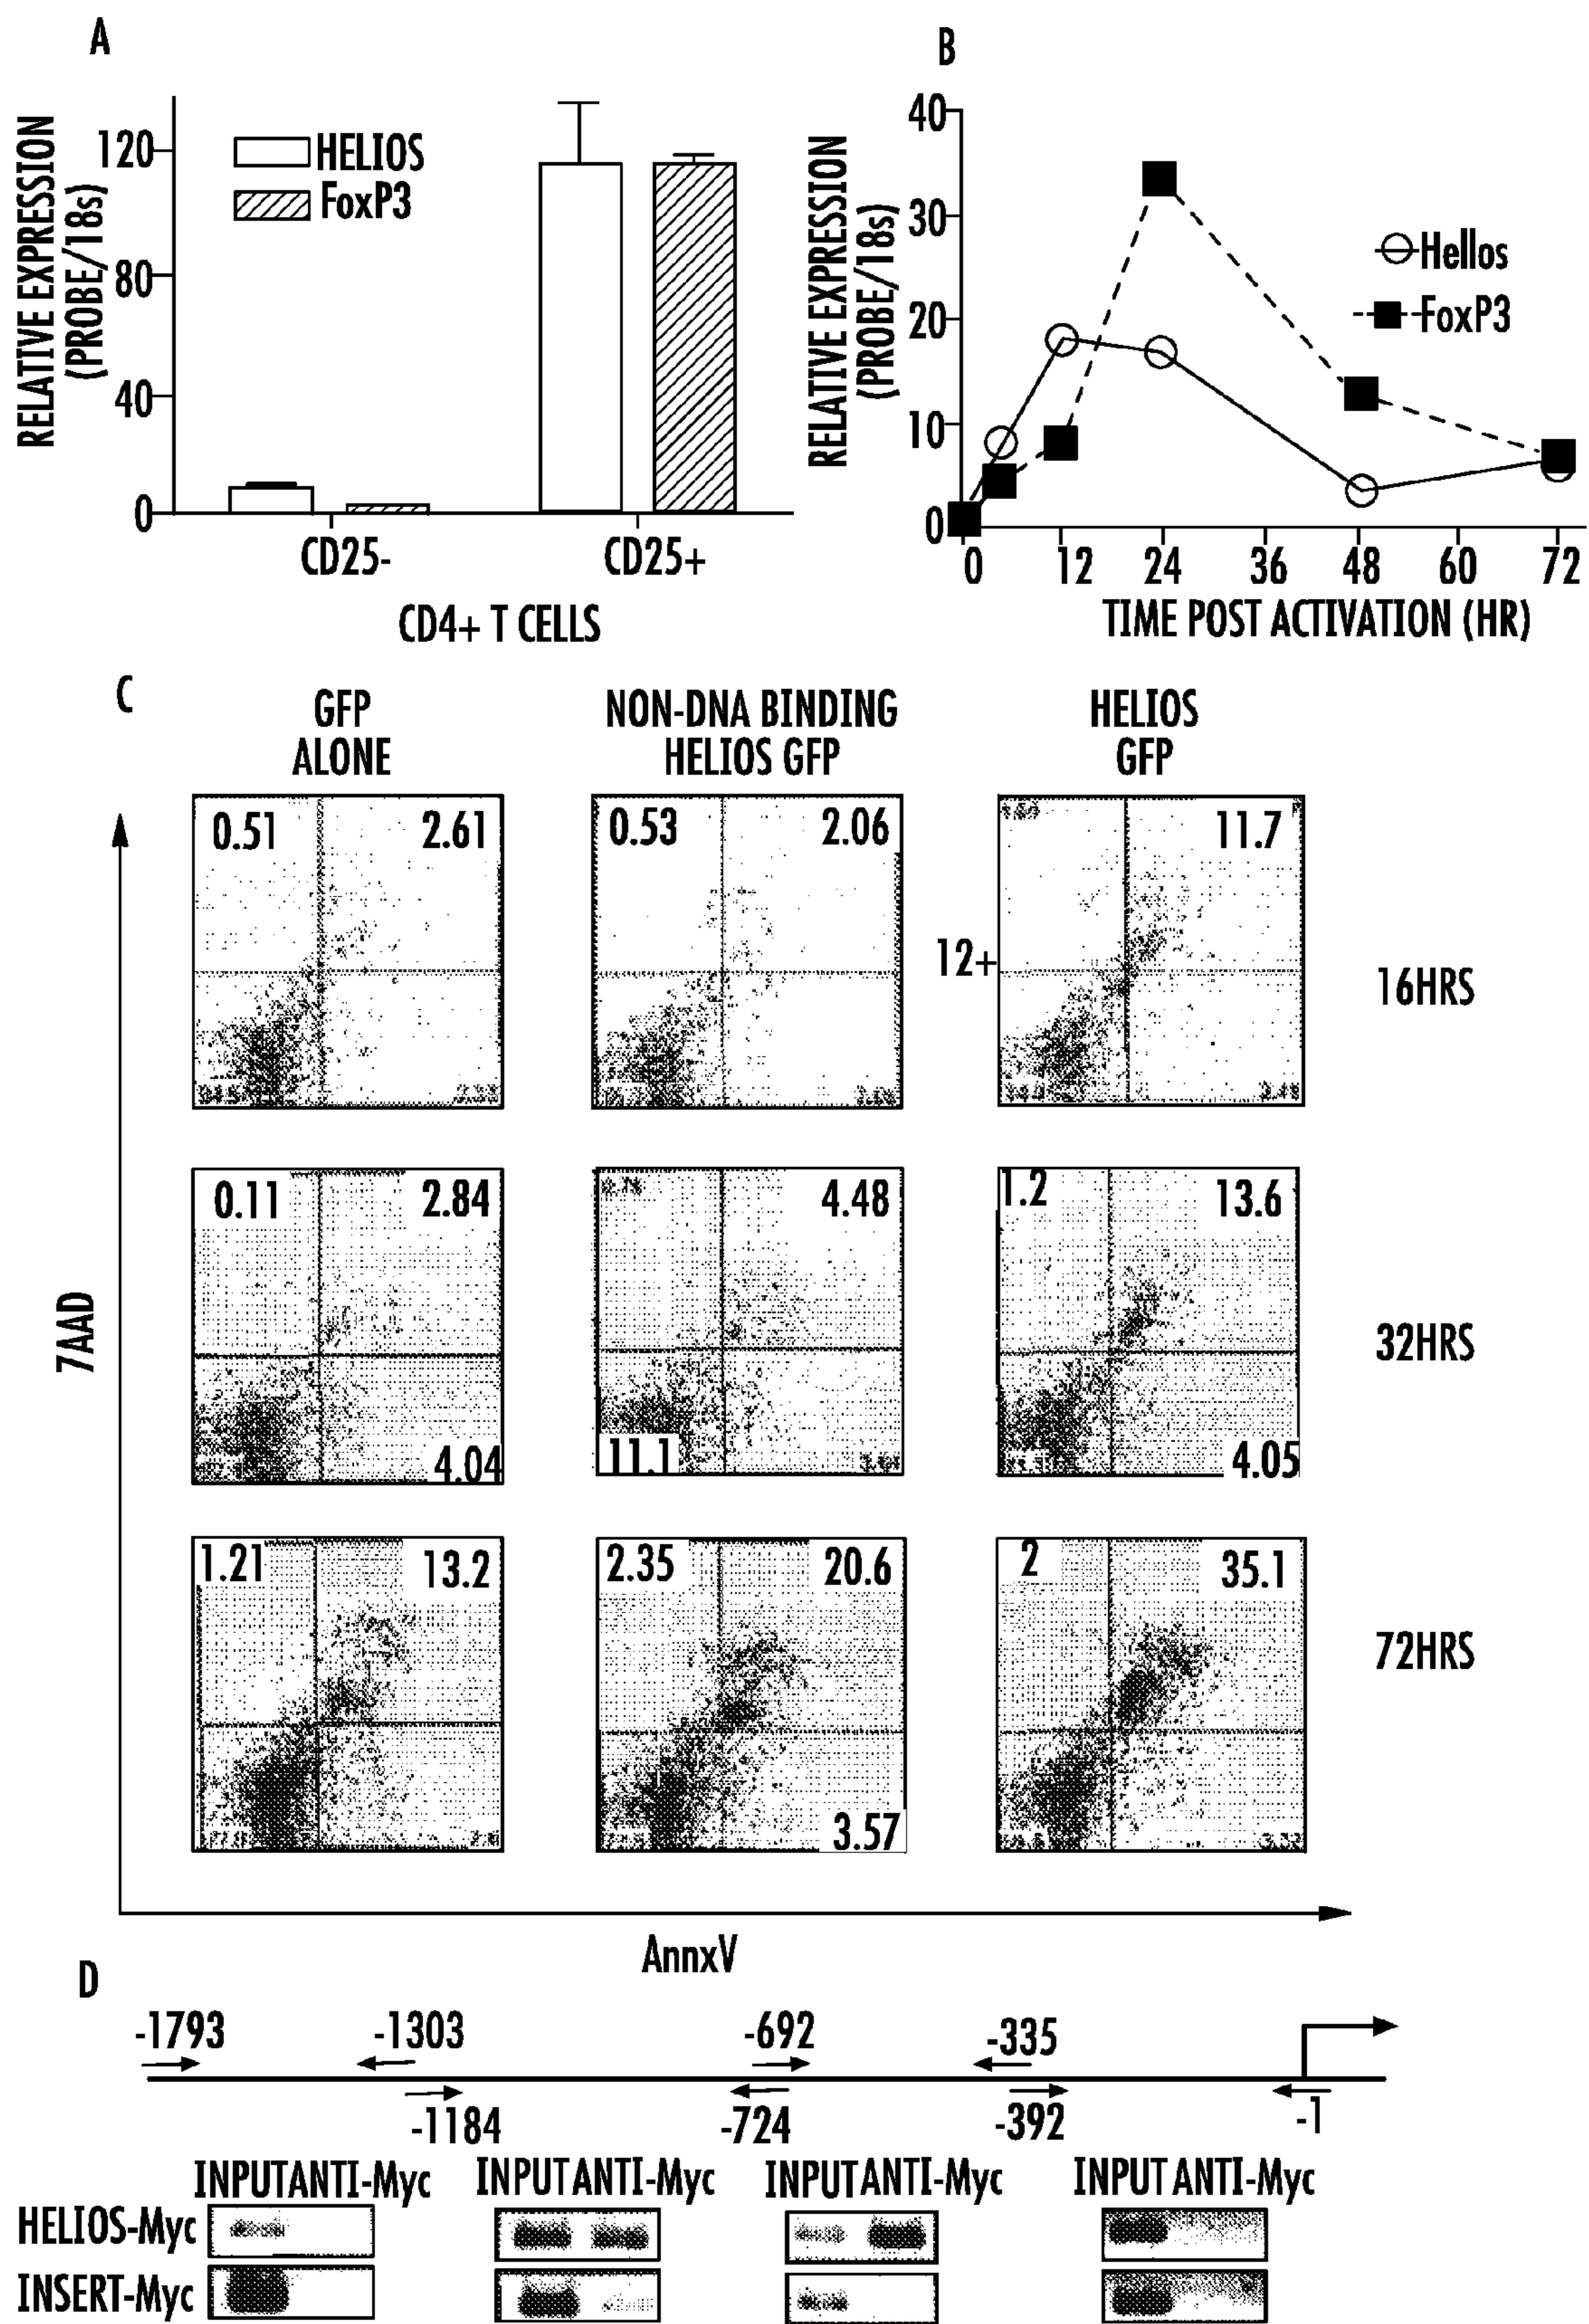 A
RELATIVE EXPRESSION
(PROBE/18s)
120
80
40
0
HELIOS
FoxP3
CD25-
CD25+
CD4+ T CELLS
B
RELATIVE EXPRESSION
(PROBE/18s)
40
30
20
10
0
Hellos
FoxP3
0 12 24 36 48 60 72
TIME POST ACTIVATION (HR)
C
GFP
ALONE
NON-DNA BINDING
HELIOS GFP
HELIOS
GFP
0.51 2.61
0.53 2.06
11.7
12+
16HRS
0.11 2.84
4.04
4.48
11.1
1.2 13.6
4.05
32HRS
1.21 13.2
2.35 20.6
3.57
2 35.1
72HRS
7AAD
AnnxV
D
-1793 -1303 -692 -335
-1184 -724 -392 -1
INPUT ANTI-Myc INPUT ANTI-Myc INPUT ANTI-Myc INPUT ANTI-Myc
HELIOS-Myc
INSERT-Myc